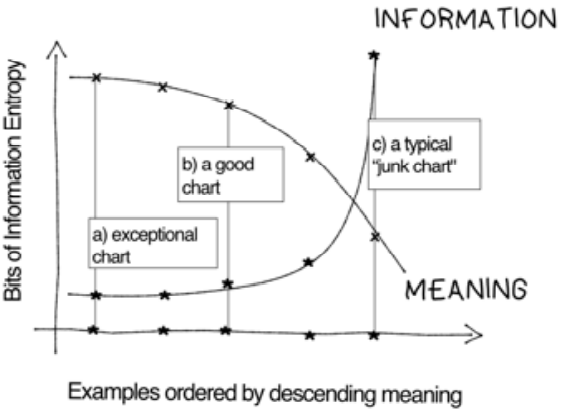 INFORMATION
Bits of Information Entropy
c) a typical
"junk chart"
b) a good
chart
a) exceptional
chart
MEANING
Examples ordered by descending meaning